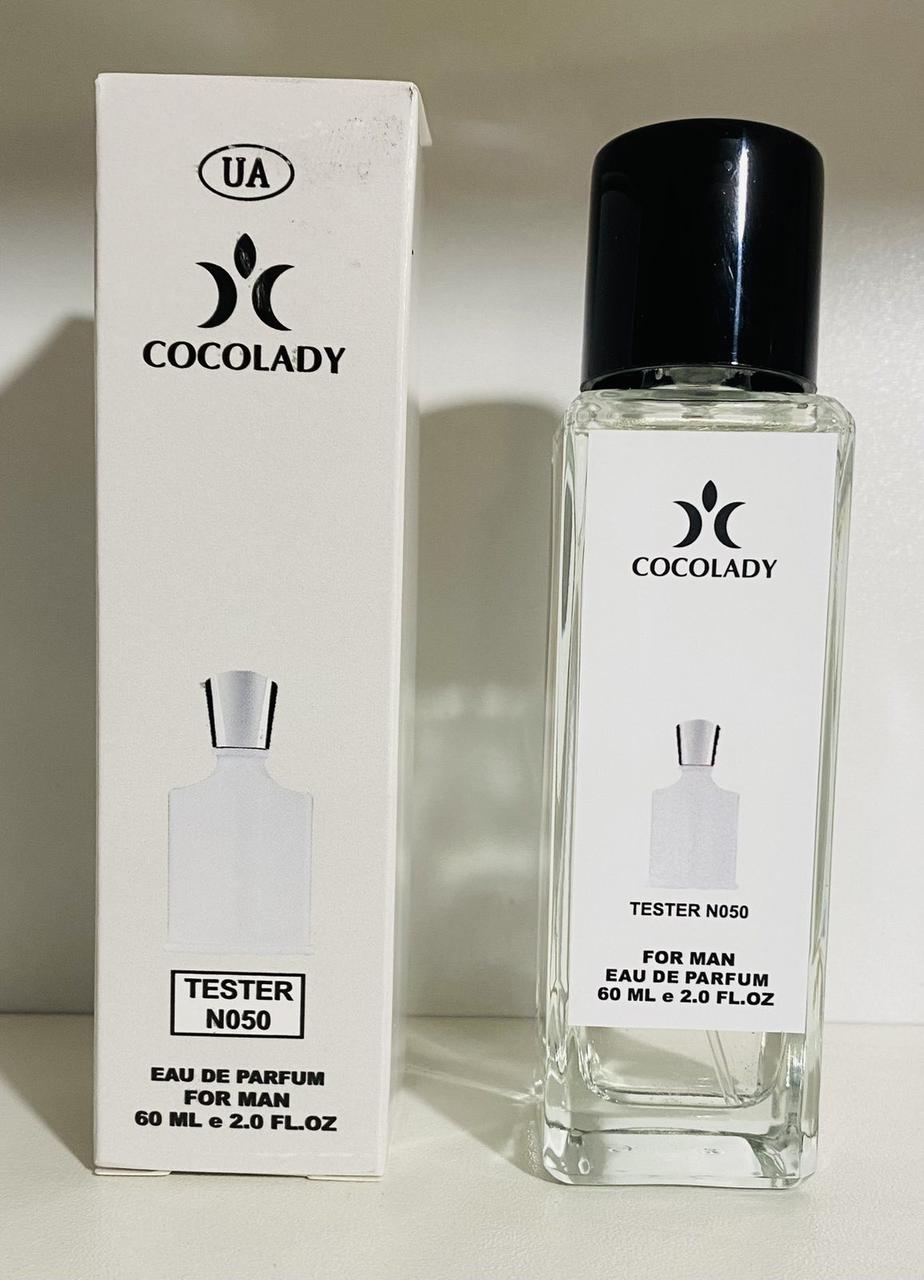 UA
COCOLADY
TESTER
N050
EAU DE PARFUM
FOR MAN
60 ML e 2.0 FL.OZ
COCOLADY
TESTER N050
FOR MAN
EAU DE PARFUM
60 ML e 2.0 FL.OZ